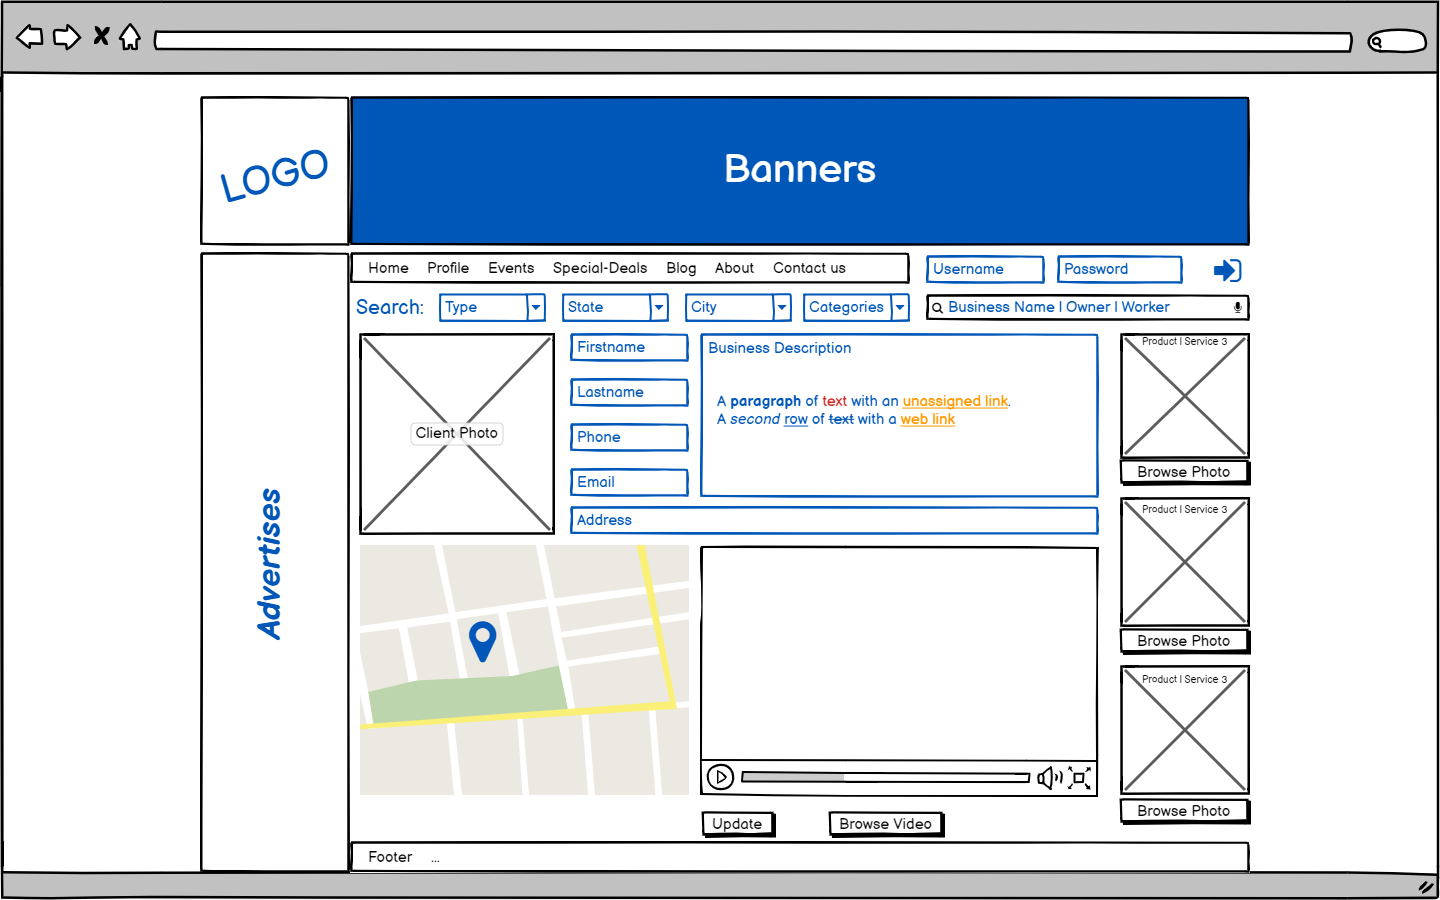 LOGO
Banners
Home Profile Events Special-Deals Blog About Contact us
Username
Password
Search:
Type
State
City
Categories
Business Name | Owner | Worker
Client Photo
Firstname
Lastname
Phone
Email
Address
Business Description
A paragraph of text with an unassigned link.
A second row of text with a web link
Product | Service 3
Browse Photo
Product | Service 3
Browse Photo
Product | Service 3
Browse Photo
Advertises
Update
Browse Video
Footer ...